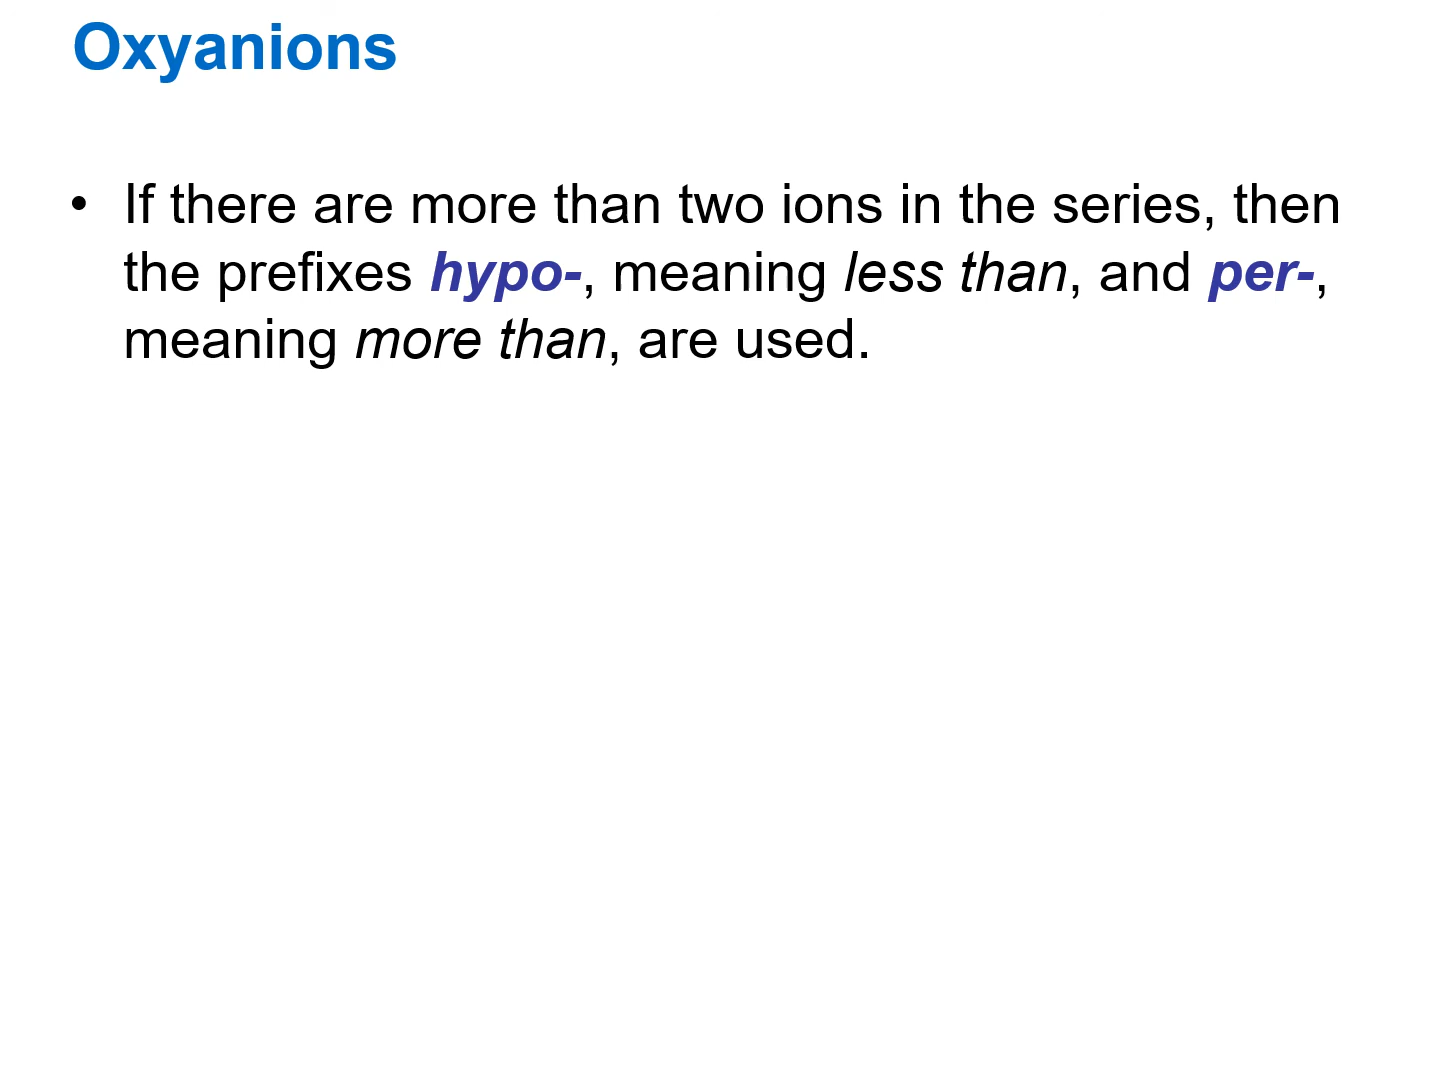 Oxyanions
• If there are more than two ions in the series, then
the prefixes hypo-, meaning less than, and per-,
meaning more than, are used.